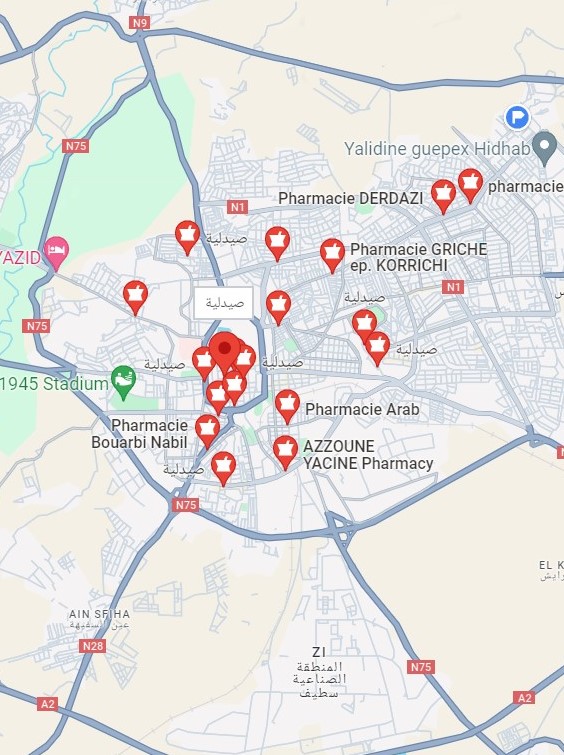 N9
N75
Yalidine guepex Hidhab
Pharmacie DERDAZI
pharmacie
N1
صيدلية
YAZID
Pharmacie GRICHE
ep. KORRICHI
N1
صيدلية
صيدلية
N75
صيدلية
صيدلية
صيدلية
1945 Stadium
Pharmacie Arab
Pharmacie
Bouarbi Nabil
AZZOUNE
YACINE Pharmacy
صيدلية
N75
EL K
AIN SFIHA
عين السفيهة
N28
ZI
المنطقة
الصناعية
سطيف
N75
A2
A2